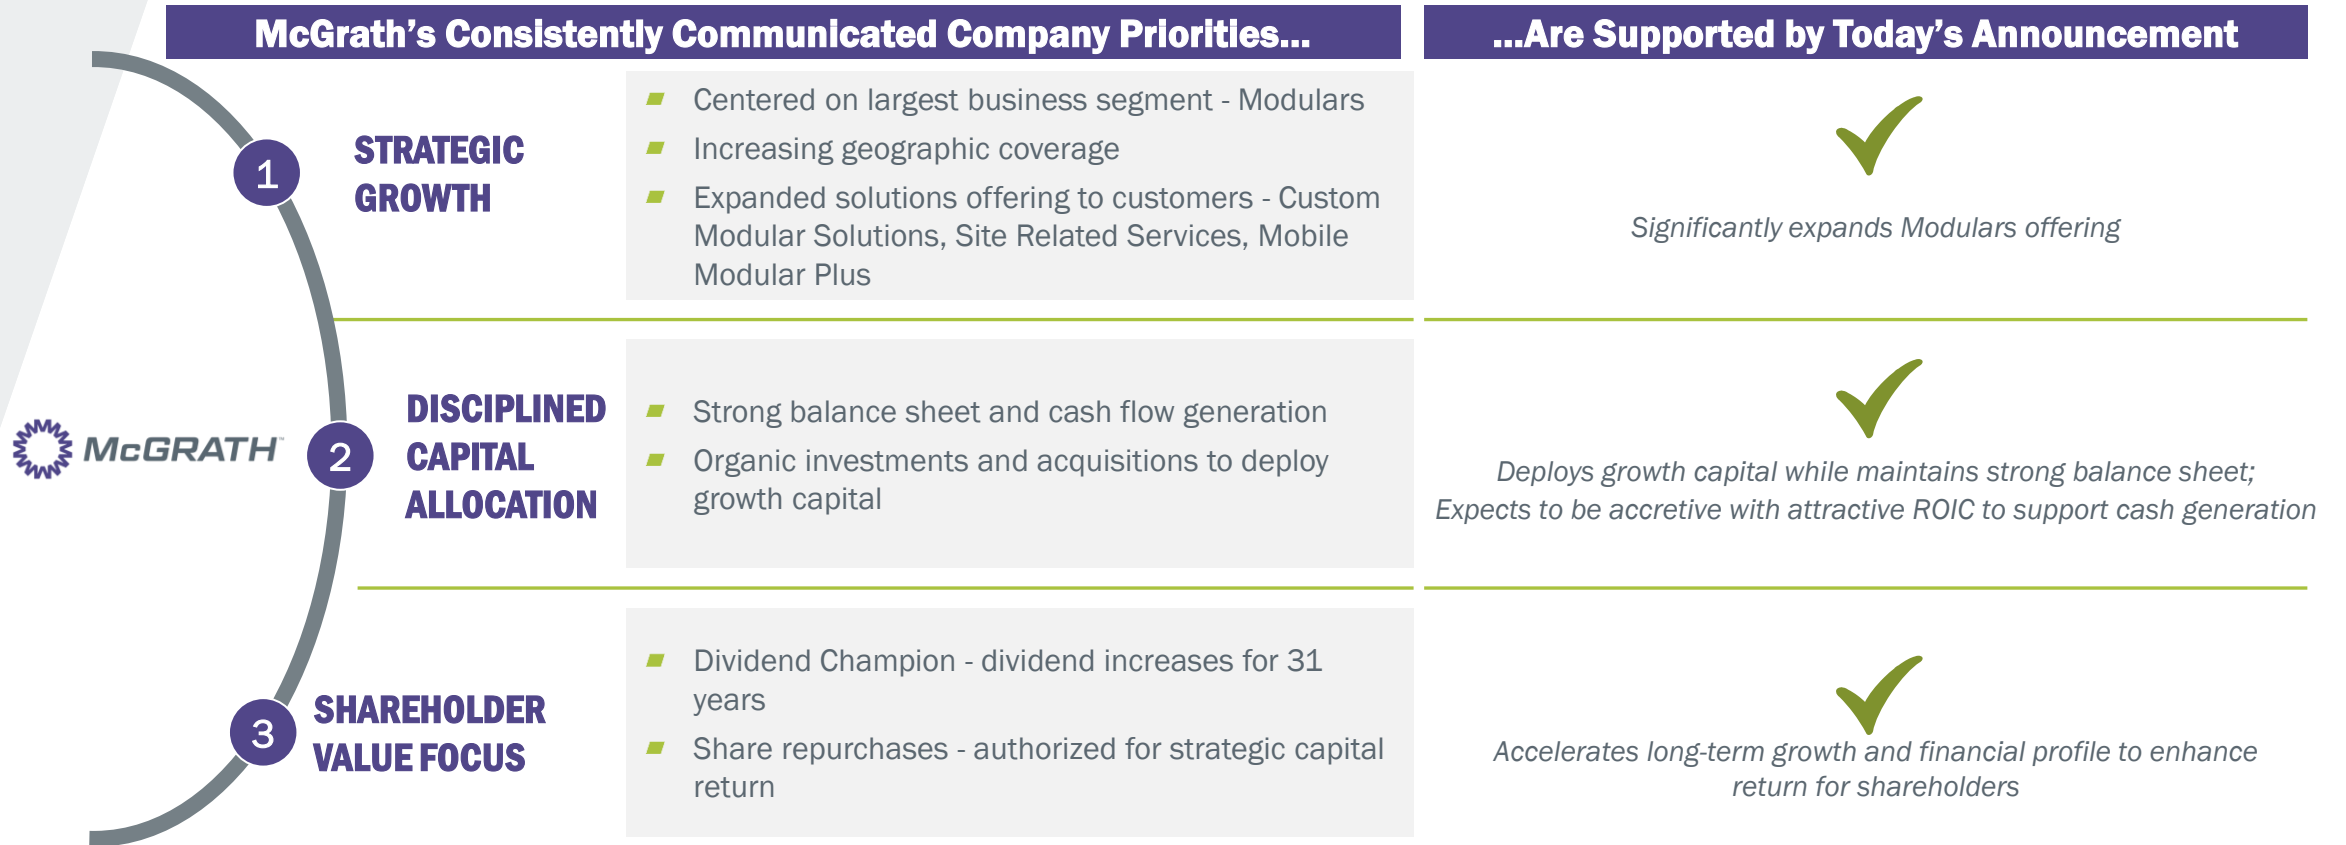 McGrath's Consistently Communicated Company Priorities...
...Are Supported by Today's Announcement
1
STRATEGIC
GROWTH
Centered on largest business segment - Modulars
Increasing geographic coverage
Expanded solutions offering to customers - Custom
Modular Solutions, Site Related Services, Mobile
Modular Plus
Significantly expands Modulars offering
McGRATH™
2
DISCIPLINED
CAPITAL
ALLOCATION
Strong balance sheet and cash flow generation
Organic investments and acquisitions to deploy
growth capital
Deploys growth capital while maintains strong balance sheet;
Expects to be accretive with attractive ROIC to support cash generation
3
SHAREHOLDER
VALUE FOCUS
Dividend Champion - dividend increases for 31
years
Share repurchases - authorized for strategic capital
return
Accelerates long-term growth and financial profile to enhance
return for shareholders